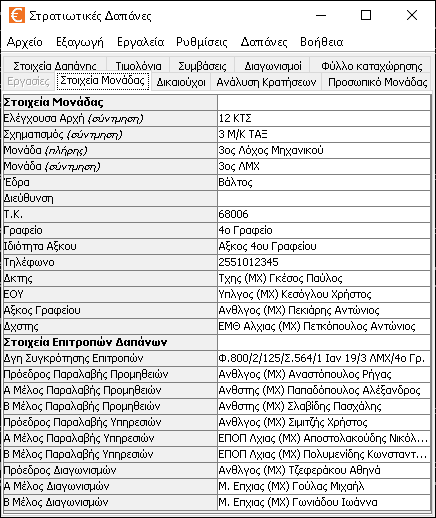 Στρατιωτικές Δαπάνες
Αρχείο Εξαγωγή Εργαλεία Ρυθμίσεις Δαπάνες Βοήθεια
Στοιχεία Δαπάνης Τιμολόγια Συμβάσεις Διαγωνισμοί Φύλλο καταχώρησης
Εργασίες Στοιχεία Μονάδας Δικαιούχοι Ανάλυση Κρατήσεων Προσωπικό Μονάδας
Στοιχεία Μονάδας
Ελέγχουσα Αρχή (σύντμηση) 12 ΚΤΣ
Σχηματισμός (σύντμηση) 3 Μ/Κ ΤΑΞ
Μονάδα (πλήρης) 3ος Λόχος Μηχανικού
Μονάδα (σύντμηση) 3ος ΛΜΧ
Έδρα Βάλτος
Διεύθυνση
Τ.Κ. 68006
Γραφείο 4ο Γραφείο
Ιδιότητα Αξκου Αξκος 4ου Γραφείου
Τηλέφωνο 2551012345
Δκτης Τχης (ΜΧ) Γκέσος Παύλος
ΕΟΥ Υπλγος (ΜΧ) Κεσόγλου Χρήστος
Αξκος Γραφείου Ανθλγος (ΜΧ) Πεκιάρης Αντώνιος
Δχστης ΕΜΘ Αλχιας (ΜΧ) Πετκόπουλος Αντώνιος
Στοιχεία Επιτροπών Δαπάνων
Δγη Συγκρότησης Επιτροπών Φ.800/2/125/Σ.564/1 Ιαν 19/3 ΛΜΧ/4ο Γρ.
Πρόεδρος Παραλαβής Προμηθειών Ανθλγος (ΜΧ) Αναστόπουλος Ρήγας
Α Μέλος Παραλαβής Προμηθειών Ανθστης (ΜΧ) Παπαδόπουλος Αλέξανδρος
Β Μέλος Παραλαβής Προμηθειών Ανθστης (ΜΧ) Σλαβίδης Πασχάλης
Πρόεδρος Παραλαβής Υπηρεσιών Ανθλγος (ΜΧ) Σιμιτζής Χρήστος
Α Μέλος Παραλαβής Υπηρεσιών ΕΠΟΠ Λχιας (ΜΧ) Αποστολακούδης Νικόλ...
Β Μέλος Παραλαβής Υπηρεσιών ΕΠΟΠ Λχιας (ΜΧ) Πολυμενίδης Κωνσταντ...
Πρόεδρος Διαγωνισμών Ανθλγος (ΜΧ) Τζεφεράκου Αθηνά
Α Μέλος Διαγωνισμών Μ. Επχιας (ΜΧ) Γούλας Μιχαήλ
Β Μέλος Διαγωνισμών Μ. Επχιας (ΜΧ) Γωνιάδου Ιωάννα